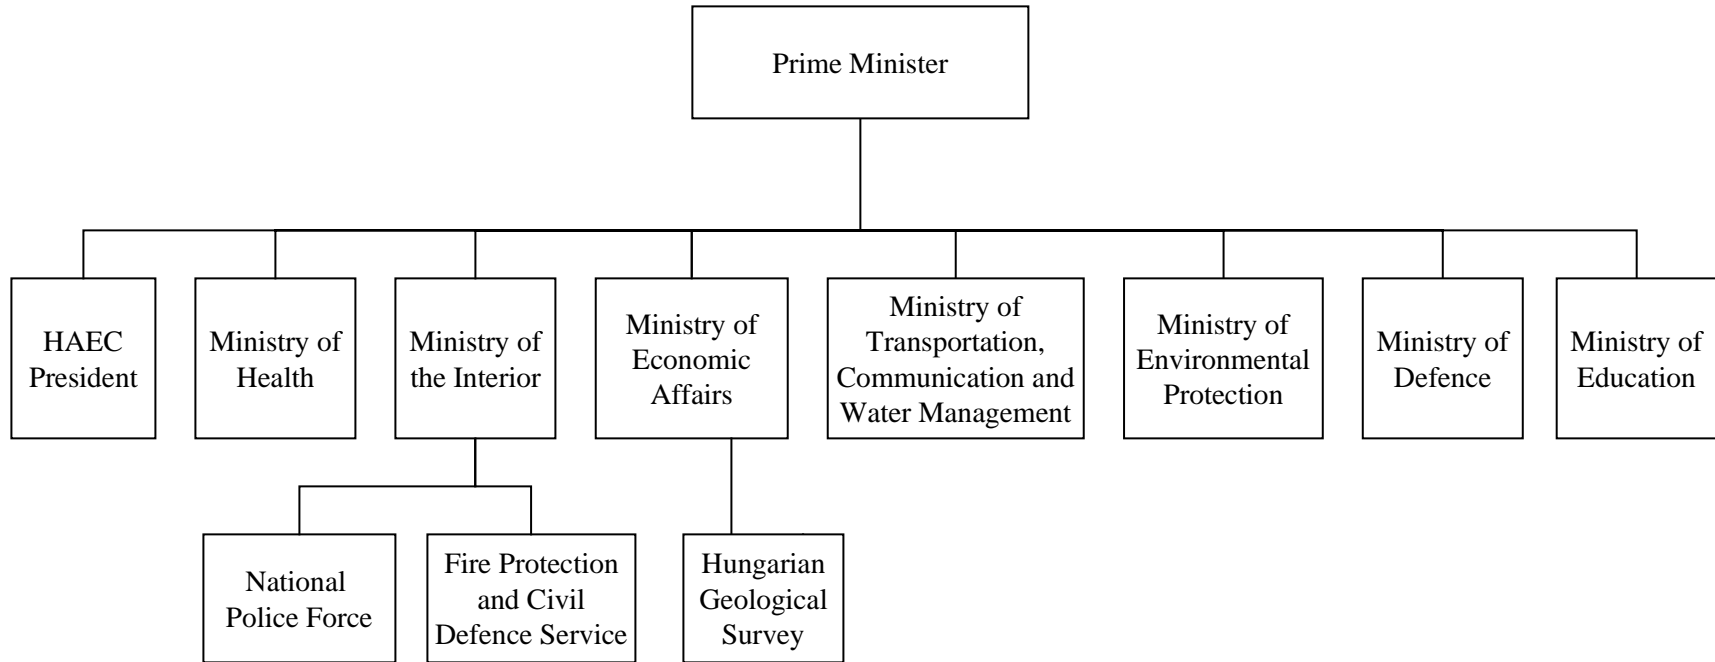 Prime Minister
HAEC
President
Ministry of
Health
Ministry of
the Interior
Ministry of
Economic
Affairs
Ministry of
Transportation,
Communication and
Water Management
Ministry of
Environmental
Protection
Ministry of
Defence
Ministry of
Education
National
Police Force
Fire Protection
and Civil
Defence Service
Hungarian
Geological
Survey